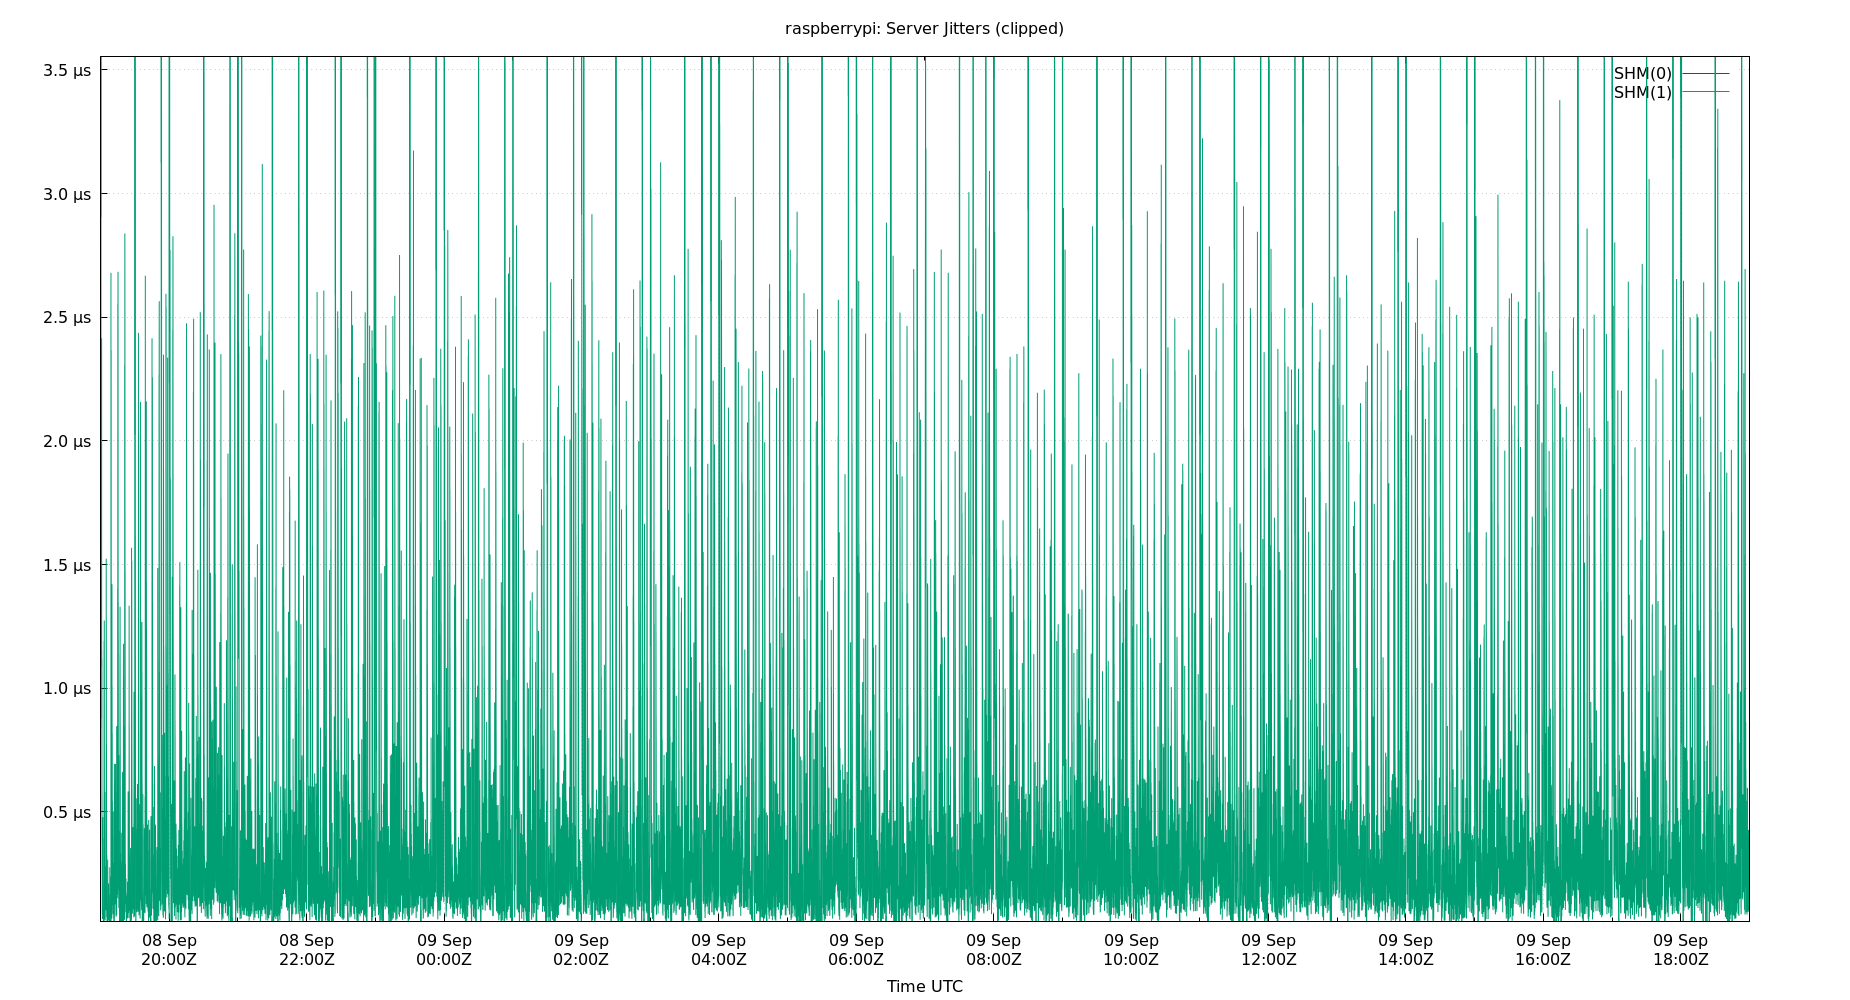 raspberrypi: Server Jitters (clipped)
3.5 µs
3.0 µs
2.5 µs
2.0 µs
1.5 µs
1.0 µs
0.5 µs
SHM(0)
SHM(1)
08 Sep 08 Sep 09 Sep 09 Sep 09 Sep 09 Sep 09 Sep 09 Sep 09 Sep 09 Sep 09 Sep 09 Sep
20:00Z 22:00Z 00:00Z 02:00Z 04:00Z 06:00Z 08:00Z 10:00Z 12:00Z 14:00Z 16:00Z 18:00Z
Time UTC